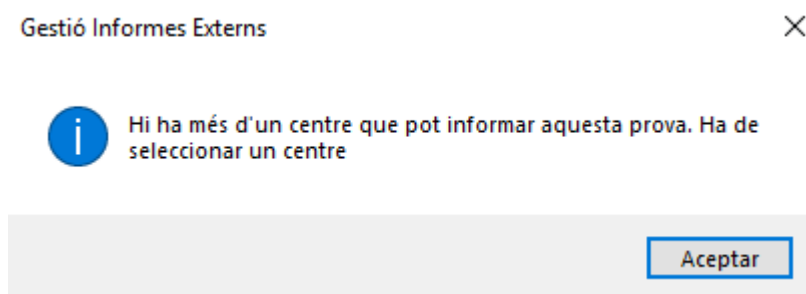 Gestió Informes Externs
Hi ha més d'un centre que pot informar aquesta prova. Ha de
seleccionar un centre
Aceptar